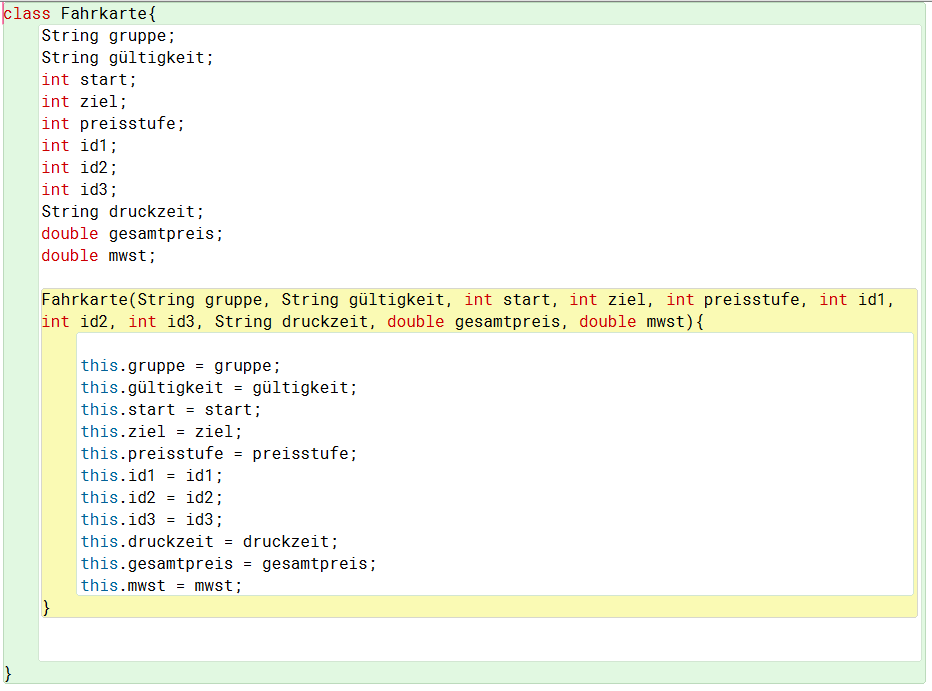 class Fahrkarte{
String gruppe;
String gültigkeit;
int start;
int ziel;
int preisstufe;
int id1;
int id2;
int id3;
String druckzeit;
double gesamtpreis;
double mwst;
Fahrkarte(String gruppe, String gültigkeit, int start, int ziel, int preisstufe, int id1,
int id2, int id3, String druckzeit, double gesamtpreis, double mwst){
this.gruppe = gruppe;
this.gültigkeit = gültigkeit;
this.start = start;
this.ziel = ziel;
this.preisstufe = preisstufe;
this.id1 = id1;
this.id2 = id2;
this.id3 = id3;
this.druckzeit = druckzeit;
this.gesamtpreis = gesamtpreis;
this.mwst = mwst;
}
}